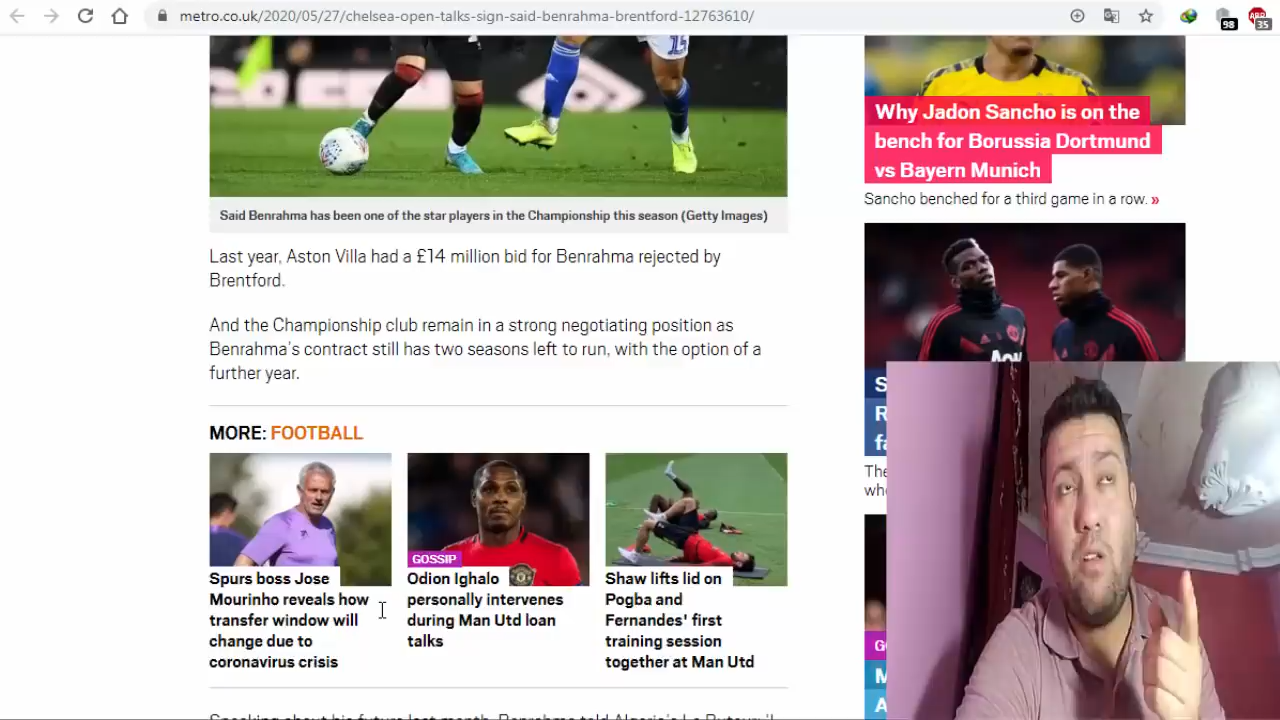 metro.co.uk/2020/05/27/chelsea-open-talks-sign-said-benrahma-brentford-12763610/
98
35
15
Said Benrahma has been one of the star players in the Championship this season (Getty Images)
Last year, Aston Villa had a £14 million bid for Benrahma rejected by
Brentford.
And the Championship club remain in a strong negotiating position as
Benrahma's contract still has two seasons left to run, with the option of a
further year.
MORE: FOOTBALL
Spurs boss Jose
Mourinho reveals how
transfer window will
change due to
coronavirus crisis
GOSSIP
Odion Ighalo
personally intervenes
during Man Utd loan
talks
Shaw lifts lid on
Pogba and
Fernandes' first
training session
together at Man Utd
Why Jadon Sancho is on the
bench for Borussia Dortmund
vs Bayern Munich
Sancho benched for a third game in a row. »